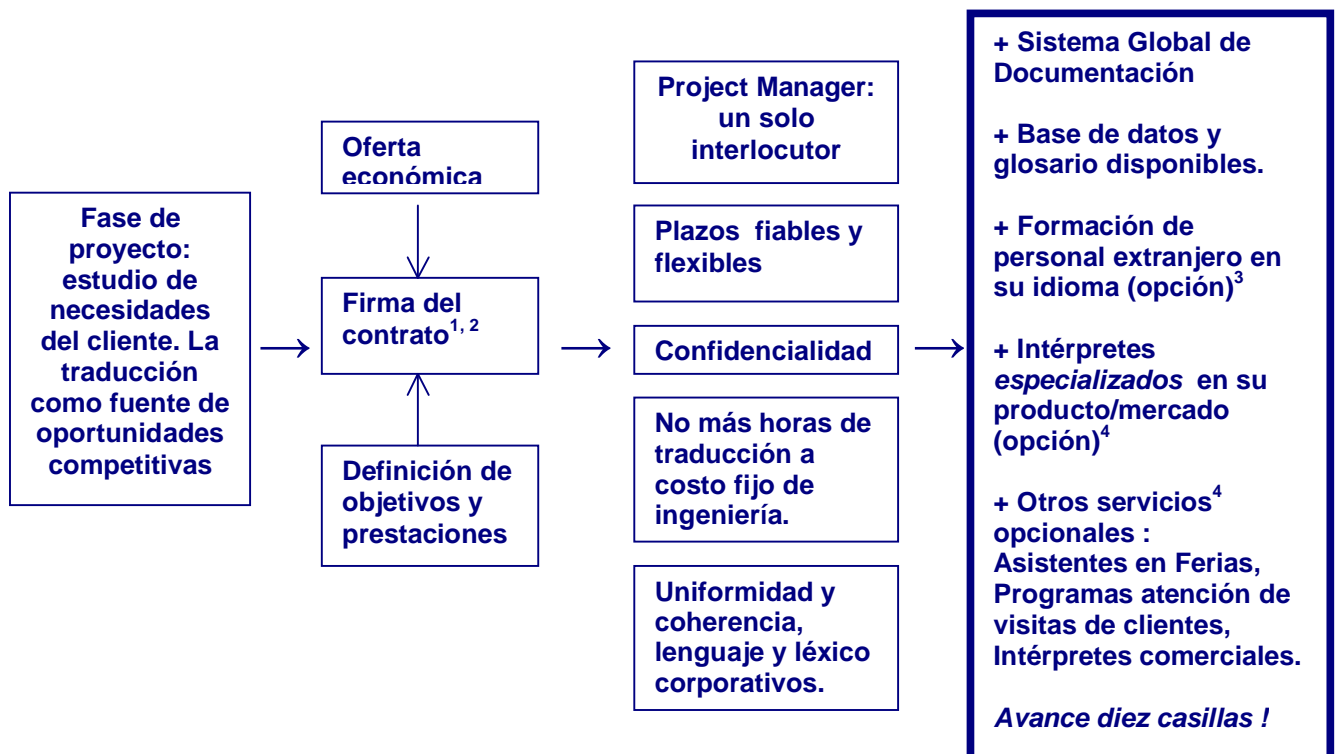 Fase de
proyecto:
estudio de
necesidades
del cliente. La
traducción
como fuente de
oportunidades
competitivas
Oferta
económica
Firma del
contrato1, 2
Definición de
objetivos y
prestaciones
Project Manager:
un solo
interlocutor
Plazos fiables y
flexibles
Confidencialidad
No más horas de
traducción a
costo fijo de
ingeniería.
Uniformidad y
coherencia,
lenguaje y léxico
corporativos.
+ Sistema Global de
Documentación
+ Base de datos y
glosario disponibles.
+ Formación de
personal extranjero en
su idioma (opción)3
+ Intérpretes
especializados en su
producto/mercado
(opción)4
+ Otros servicios4
opcionales :
Asistentes en Ferias,
Programas atención de
visitas de clientes,
Intérpretes comerciales.
Avance diez casillas !